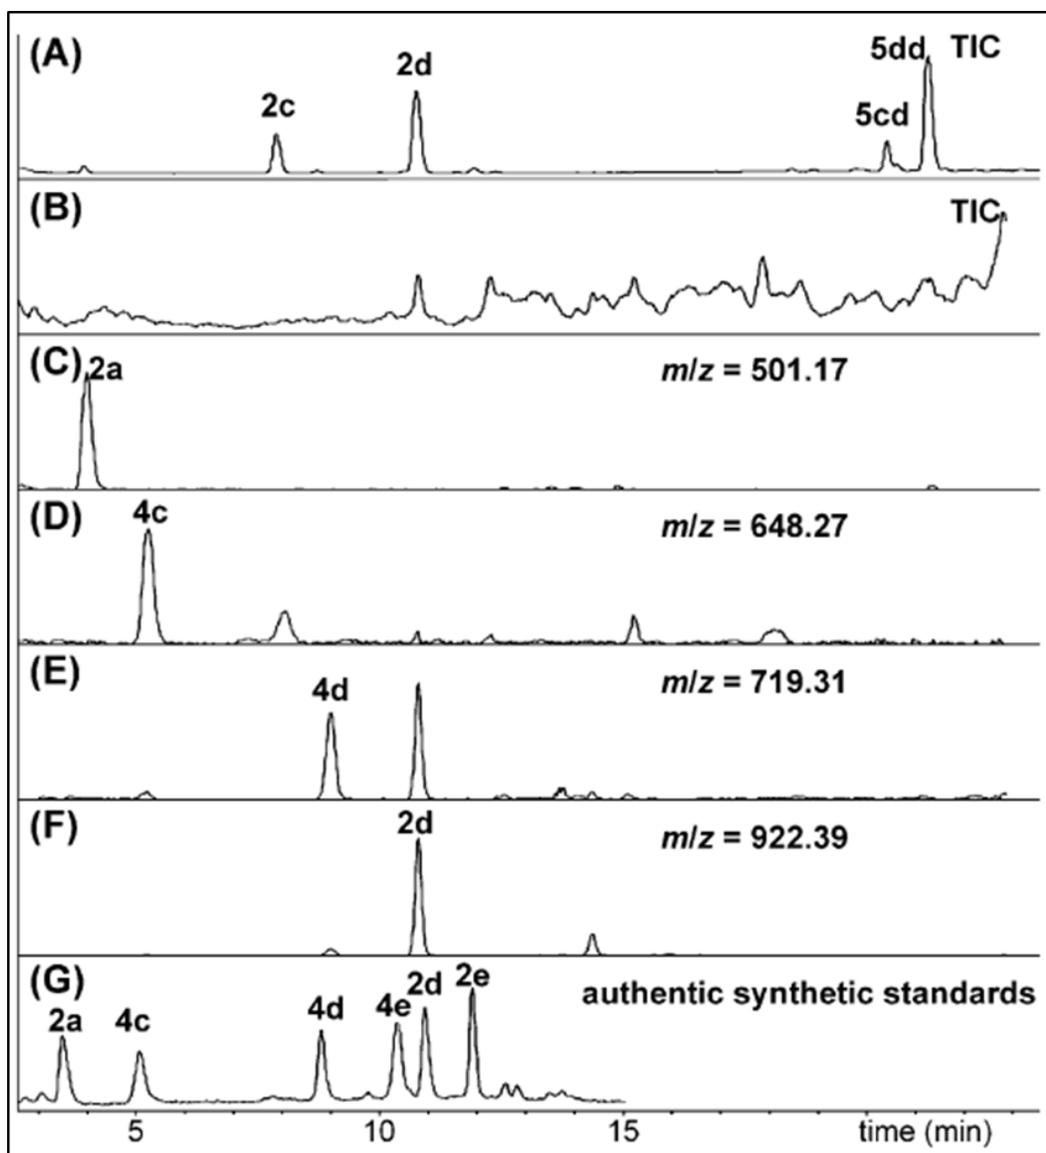 (A) 2c 2d 5cd 5dd TIC
(B) TIC
(C) 2a m/z = 501.17
(D) 4c m/z = 648.27
(E) 4d m/z = 719.31
(F) 2d m/z = 922.39
(G) 2a 4c 4d 4e 2d 2e authentic synthetic standards
5 10 15 time (min)